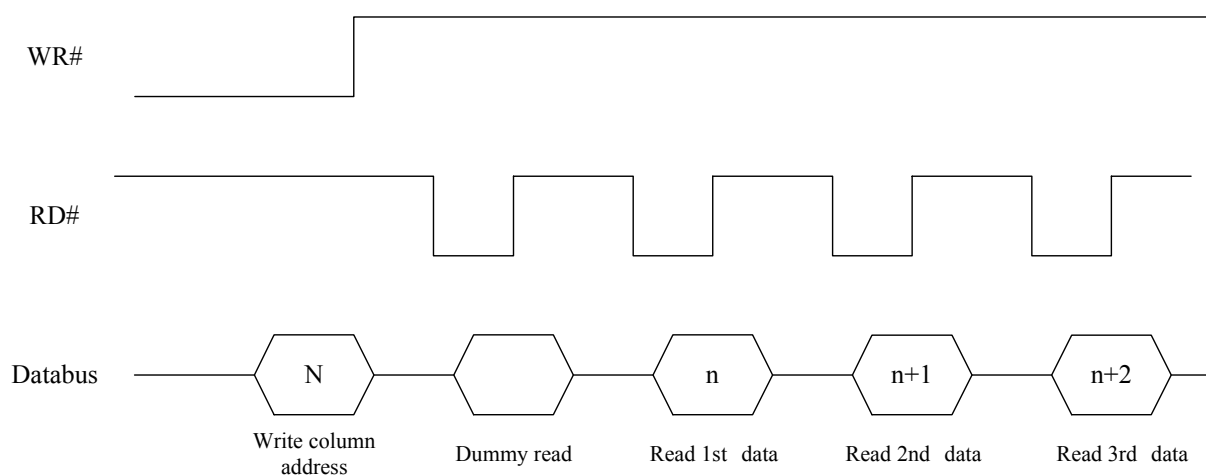 WR#
RD#
Databus
N
n
n+1
n+2
Write column
address
Dummy read
Read 1st data
Read 2nd data
Read 3rd data